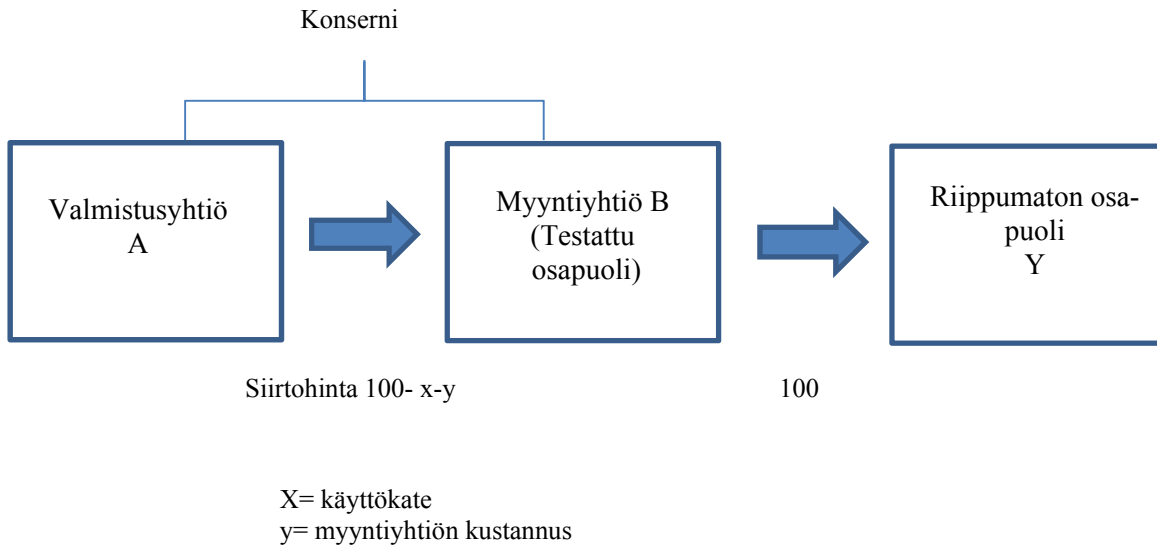 Konserni
Valmistusyhtiö
A
Myyntiyhtiö B
(Testattu
osapuoli)
Riippumaton osa-
puoli
Y
Siirtohinta 100- x-y
100
X= käyttökate
y= myyntiyhtiön kustannus